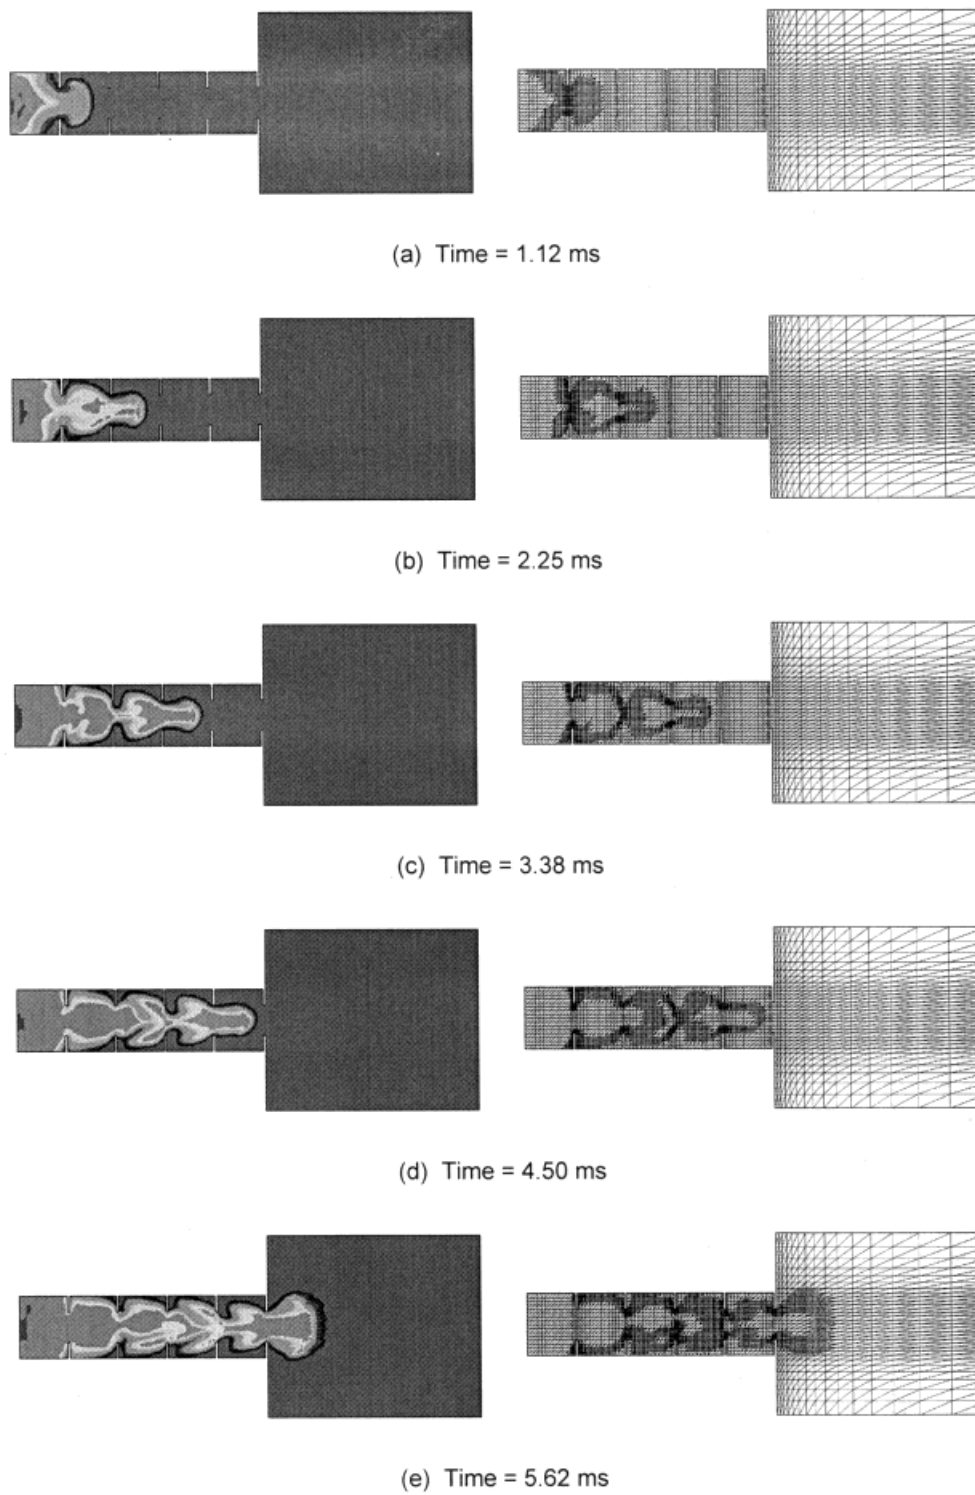 (a) Time = 1.12 ms
(b) Time = 2.25 ms
(c) Time = 3.38 ms
(d) Time = 4.50 ms
(e) Time = 5.62 ms